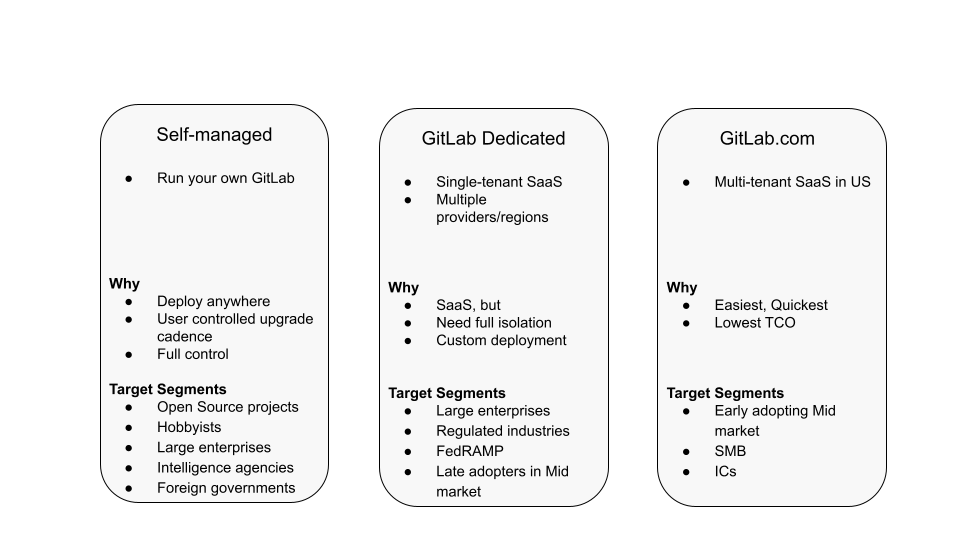 Self-managed
● Run your own GitLab
Why
● Deploy anywhere
● User controlled upgrade
cadence
● Full control
Target Segments
● Open Source projects
● Hobbyists
● Large enterprises
● Intelligence agencies
● Foreign governments
GitLab Dedicated
● Single-tenant SaaS
● Multiple
providers/regions
Why
● SaaS, but
● Need full isolation
● Custom deployment
Target Segments
● Large enterprises
● Regulated industries
● FedRAMP
● Late adopters in Mid
market
GitLab.com
● Multi-tenant SaaS in US
Why
● Easiest, Quickest
● Lowest TCO
Target Segments
● Early adopting Mid
market
● SMB
● ICs